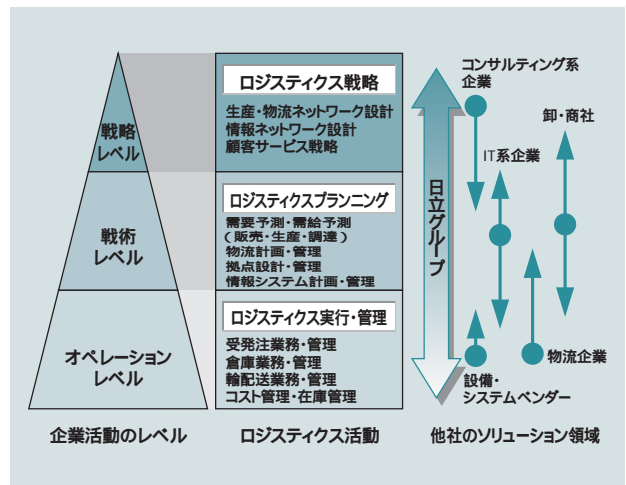 戦略
レベル
戦術
レベル
オペレーション
レベル
企業活動のレベル
ロジスティクス戦略
生産・物流ネットワーク設計
情報ネットワーク設計
顧客サービス戦略
ロジスティクスプランニング
需要予測・需給予測
(販売・生産・調達)
物流計画・管理
拠点設計・管理
情報システム計画・管理
ロジスティクス実行・管理
受発注業務・管理
倉庫業務・管理
輸配送業務・管理
コスト管理・在庫管理
ロジスティクス活動
日立グループ
コンサルティング系
企業
卸・商社
IT系企業
物流企業
設備・
システムベンダー
他社のソリューション領域